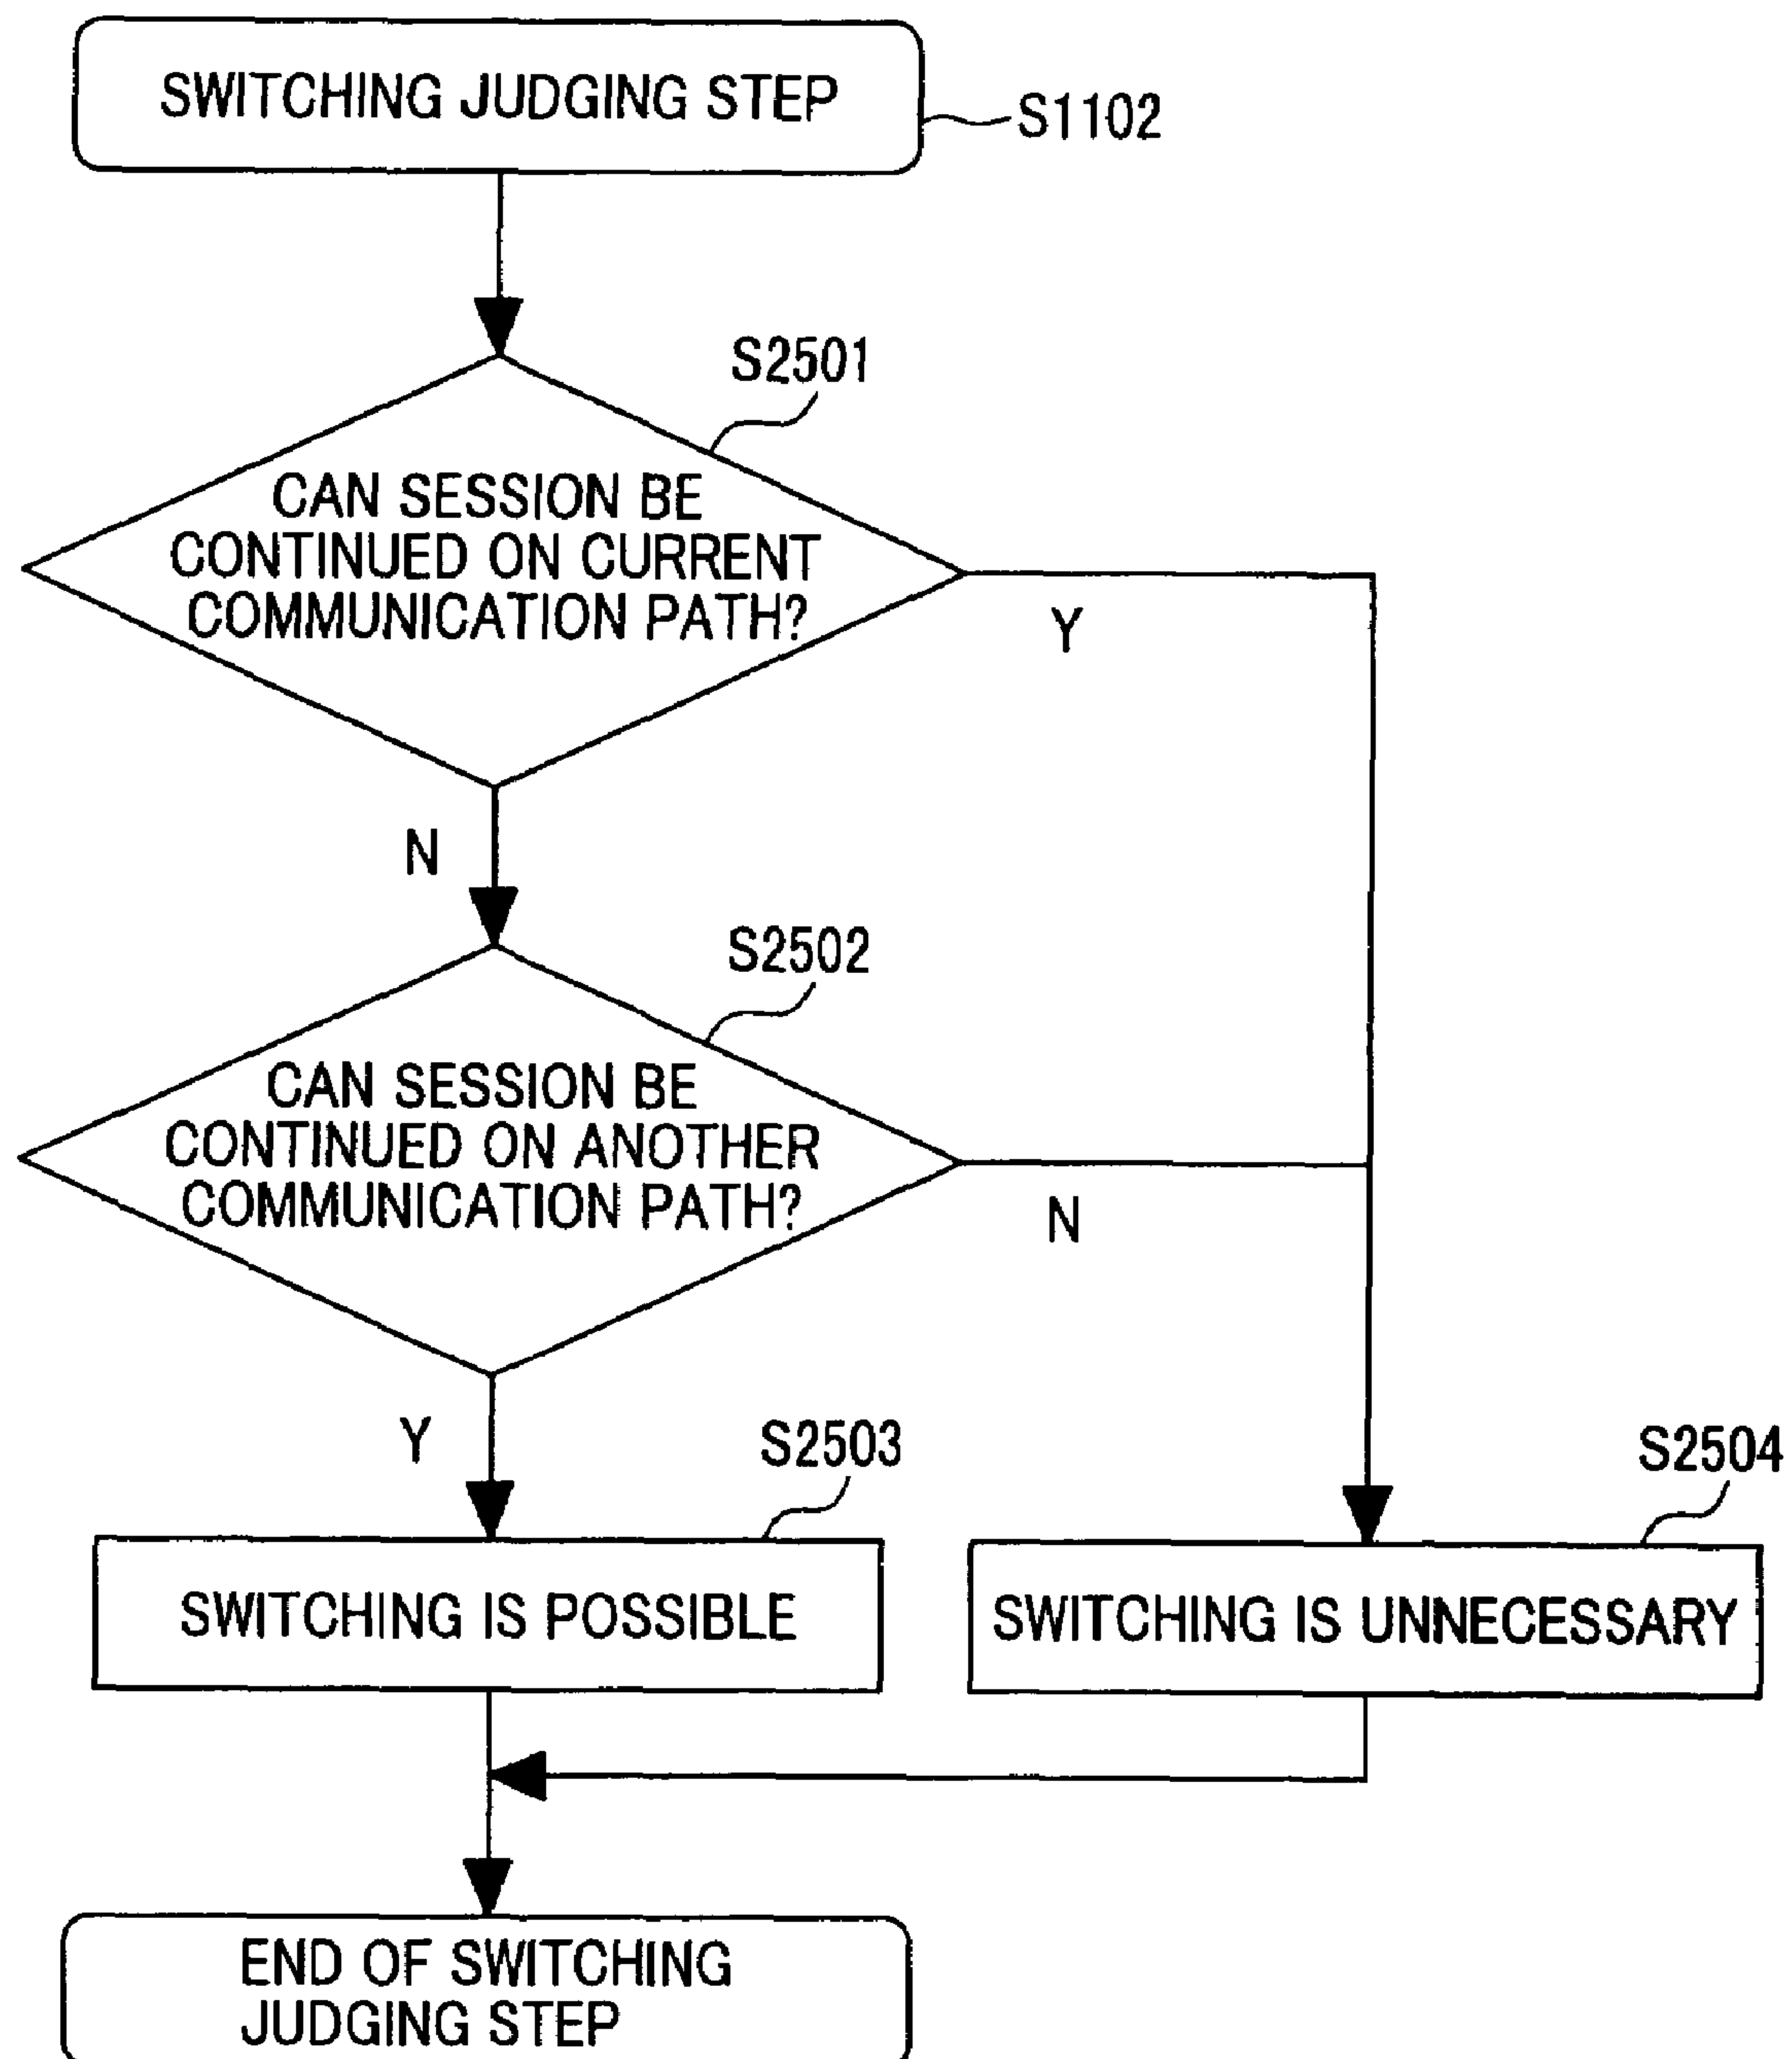 SWITCHING JUDGING STEP
S1102
S2501
CAN SESSION BE
CONTINUED ON CURRENT
COMMUNICATION PATH?
Y
N
S2502
CAN SESSION BE
CONTINUED ON ANOTHER
COMMUNICATION PATH?
N
Y
S2503
S2504
SWITCHING IS POSSIBLE
SWITCHING IS UNNECESSARY
END OF SWITCHING
JUDGING STEP